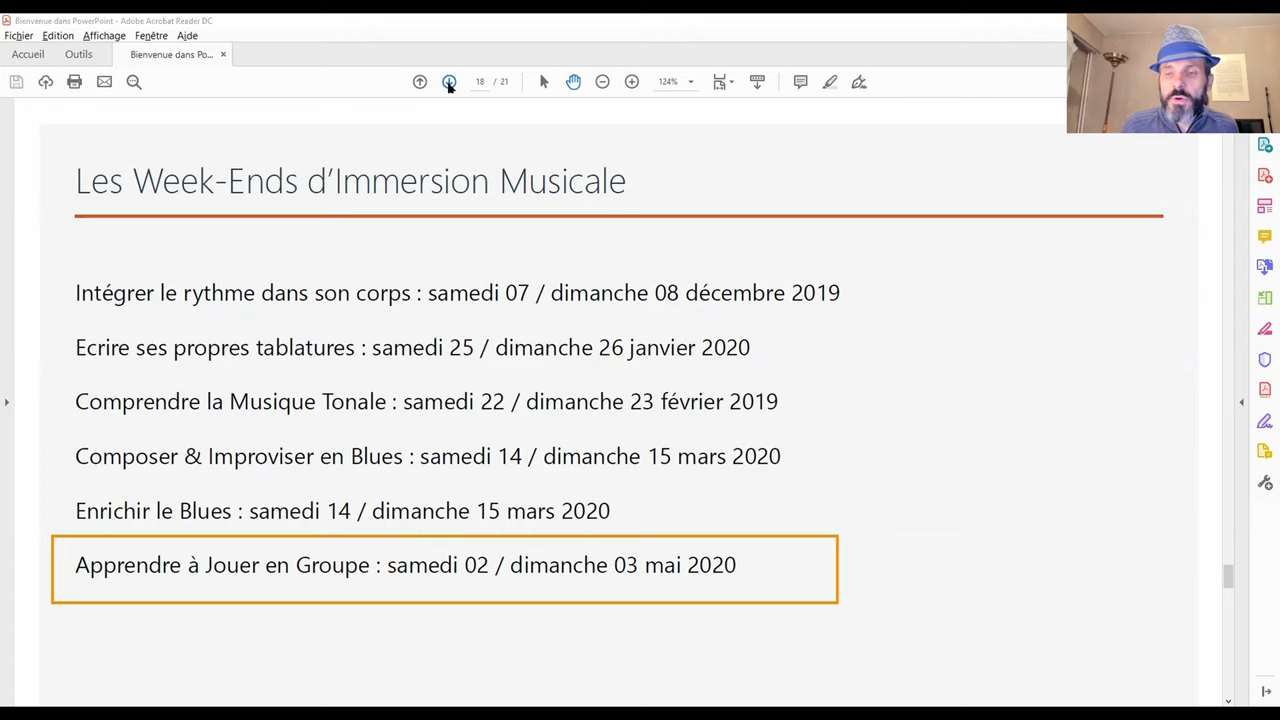 Bienvenue dans PowerPoint - Adobe Acrobat Reader DC
Fichier Edition Affichage Fenêtre Aide
Accueil Outils Bienvenue dans Po... ×
18 / 21 124%
Les Week-Ends d’Immersion Musicale
Intégrer le rythme dans son corps : samedi 07 / dimanche 08 décembre 2019
Ecrire ses propres tablatures : samedi 25 / dimanche 26 janvier 2020
Comprendre la Musique Tonale : samedi 22 / dimanche 23 février 2019
Composer & Improviser en Blues : samedi 14 / dimanche 15 mars 2020
Enrichir le Blues : samedi 14 / dimanche 15 mars 2020
Apprendre à Jouer en Groupe : samedi 02 / dimanche 03 mai 2020